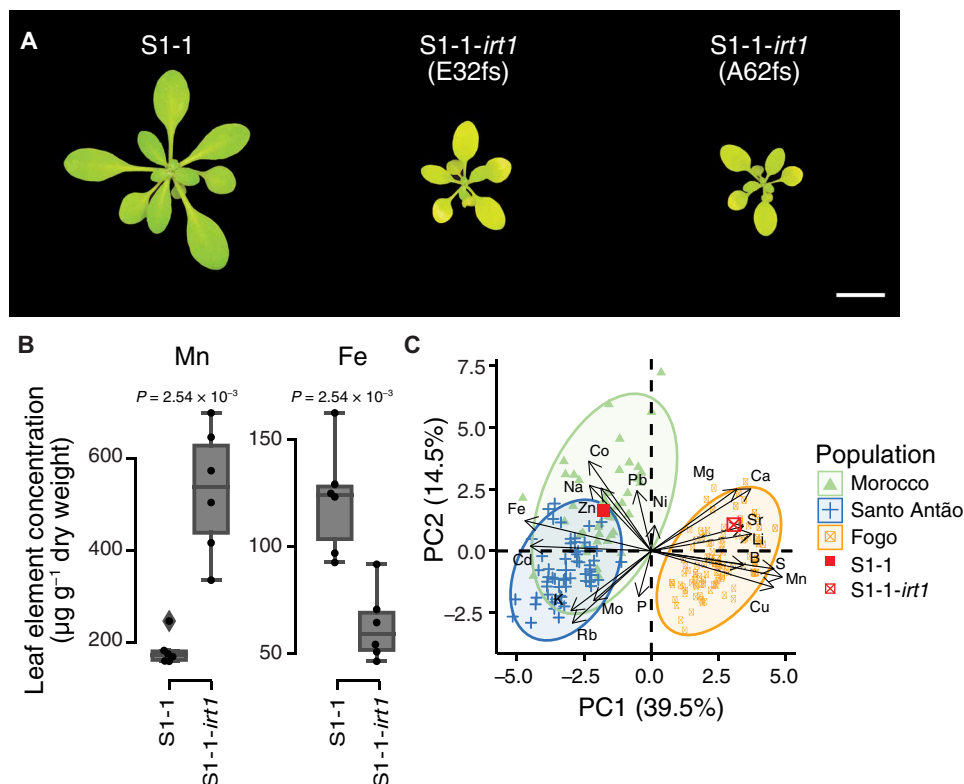 A
S1-1
S1-1-irt1
(E32fs)
S1-1-irt1
(A62fs)
B
Mn
Fe
P = 2.54 × 10⁻³
P = 2.54 × 10⁻³
Leaf element concentration
(µg g⁻¹ dry weight)
600
400
200
150
100
50
S1-1
S1-1-irt1
S1-1
S1-1-irt1
C
7.5
5.0
2.5
0.0
−2.5
PC2 (14.5%)
Co
Na
Pb
Ni
Zn
Fe
Cd
K
Rb
Mo
P
Mg
Ca
Sr
Li
B
S
Mn
Cu
−5.0
−2.5
0.0
2.5
5.0
PC1 (39.5%)
Population
Morocco
Santo Antão
Fogo
S1-1
S1-1-irt1